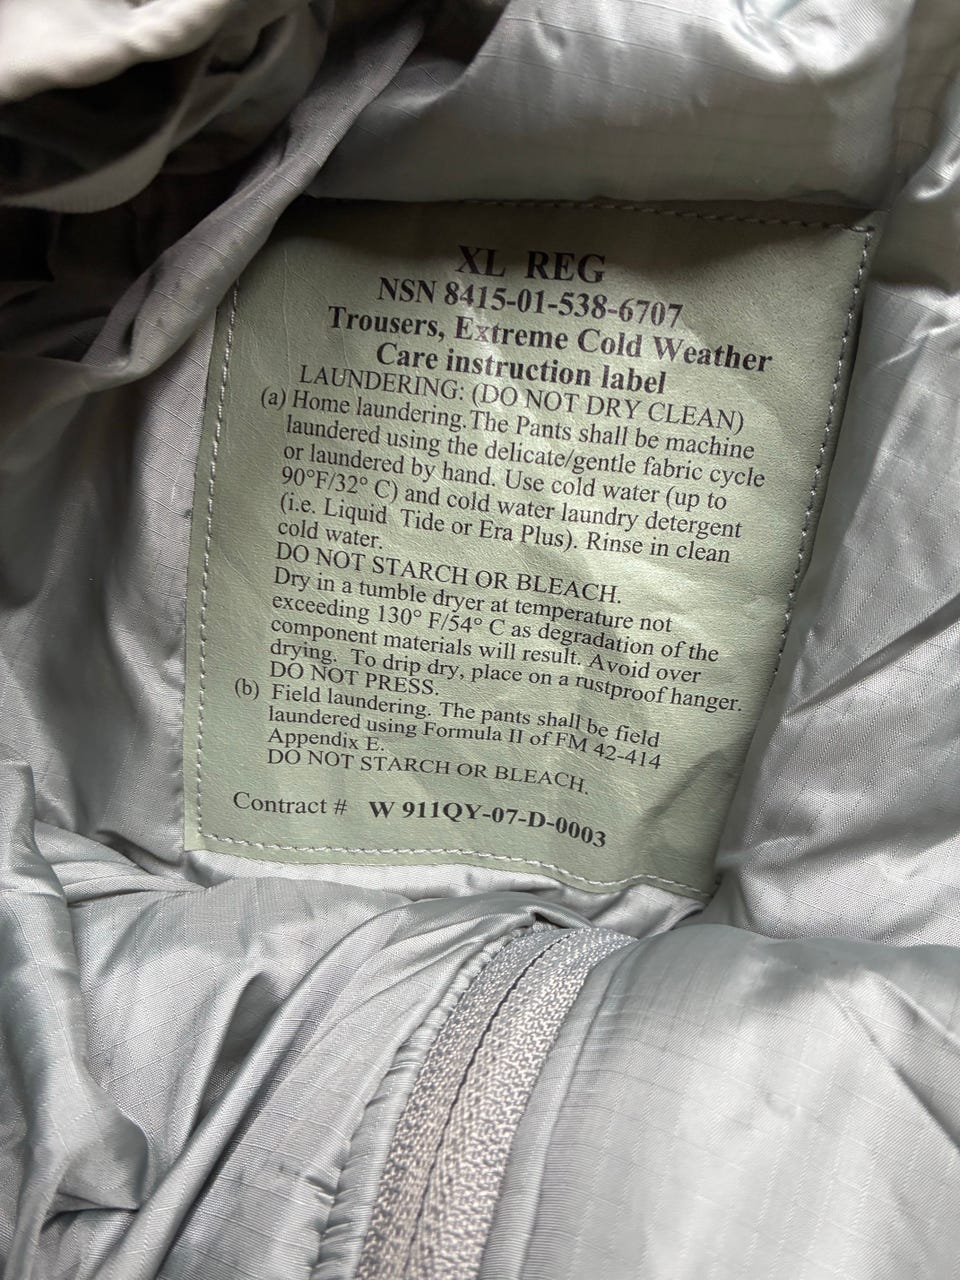 XL REG
NSN 8415-01-538-6707
Trousers, Extreme Cold Weather
Care instruction label
LAUNDERING: (DO NOT DRY CLEAN)
(a) Home laundering. The Pants shall be machine
laundered using the delicate/gentle fabric cycle
or laundered by hand. Use cold water (up to
90°F/32° C) and cold water laundry detergent
(i.e. Liquid Tide or Era Plus). Rinse in clean
cold water.
DO NOT STARCH OR BLEACH.
Dry in a tumble dryer at temperature not
exceeding 130° F/54° C as degradation of the
component materials will result. Avoid over
drying. To drip dry, place on a rustproof hanger.
DO NOT PRESS.
(b) Field laundering. The pants shall be field
laundered using Formula II of FM 42-414
Appendix E.
DO NOT STARCH OR BLEACH.
Contract # W 911QY-07-D-0003